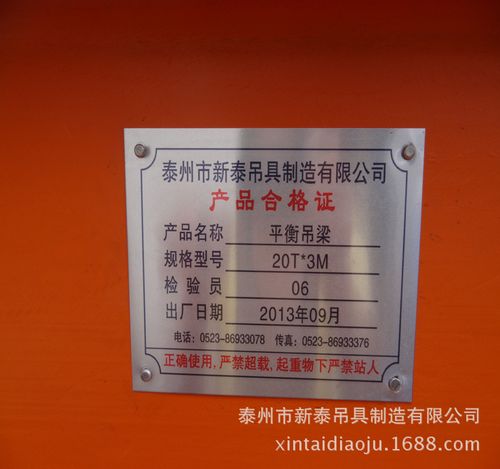 泰州市新泰吊具制造有限公司
产品合格证
产品名称 平衡吊梁
规格型号 20T*3M
检验员 06
出厂日期 2013年09月
电话:0523-86933078 传真:0523-86933376
正确使用,严禁超载,起重物下严禁站人
泰州市新泰吊具制造有限公司
xintaidiaoju.1688.com